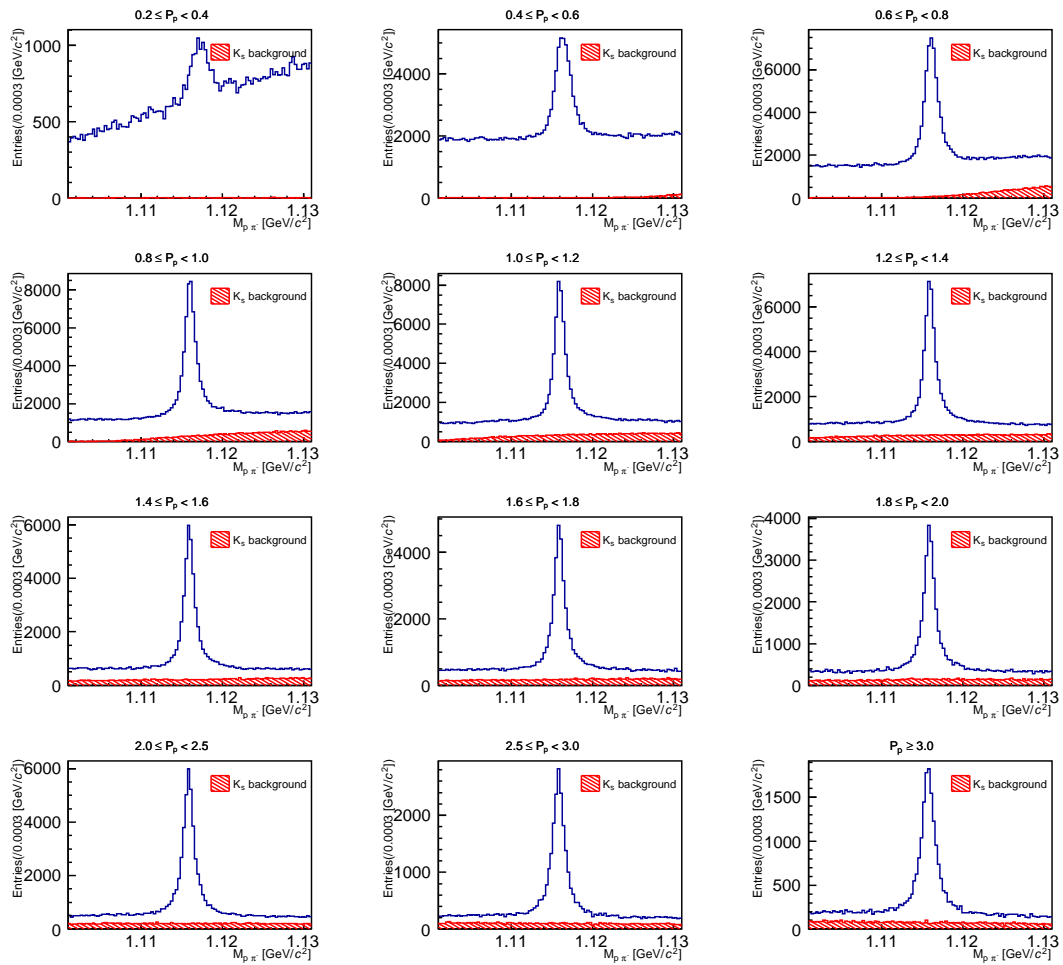 0.2 ≤ P_p < 0.4
Entries(/0.0003 [GeV/c²])
1000
500
0
K_s background
1.11 1.12 1.13
M_{p π⁻} [GeV/c²]
0.4 ≤ P_p < 0.6
Entries(/0.0003 [GeV/c²])
4000
2000
0
K_s background
1.11 1.12 1.13
M_{p π⁻} [GeV/c²]
0.6 ≤ P_p < 0.8
Entries(/0.0003 [GeV/c²])
6000
4000
2000
0
K_s background
1.11 1.12 1.13
M_{p π⁻} [GeV/c²]
0.8 ≤ P_p < 1.0
Entries(/0.0003 [GeV/c²])
8000
6000
4000
2000
0
K_s background
1.11 1.12 1.13
M_{p π⁻} [GeV/c²]
1.0 ≤ P_p < 1.2
Entries(/0.0003 [GeV/c²])
8000
6000
4000
2000
0
K_s background
1.11 1.12 1.13
M_{p π⁻} [GeV/c²]
1.2 ≤ P_p < 1.4
Entries(/0.0003 [GeV/c²])
6000
4000
2000
0
K_s background
1.11 1.12 1.13
M_{p π⁻} [GeV/c²]
1.4 ≤ P_p < 1.6
Entries(/0.0003 [GeV/c²])
6000
4000
2000
0
K_s background
1.11 1.12 1.13
M_{p π⁻} [GeV/c²]
1.6 ≤ P_p < 1.8
Entries(/0.0003 [GeV/c²])
4000
2000
0
K_s background
1.11 1.12 1.13
M_{p π⁻} [GeV/c²]
1.8 ≤ P_p < 2.0
Entries(/0.0003 [GeV/c²])
4000
3000
2000
1000
0
K_s background
1.11 1.12 1.13
M_{p π⁻} [GeV/c²]
2.0 ≤ P_p < 2.5
Entries(/0.0003 [GeV/c²])
6000
4000
2000
0
K_s background
1.11 1.12 1.13
M_{p π⁻} [GeV/c²]
2.5 ≤ P_p < 3.0
Entries(/0.0003 [GeV/c²])
2000
1000
0
K_s background
1.11 1.12 1.13
M_{p π⁻} [GeV/c²]
P_p ≥ 3.0
Entries(/0.0003 [GeV/c²])
1500
1000
500
0
K_s background
1.11 1.12 1.13
M_{p π⁻} [GeV/c²]